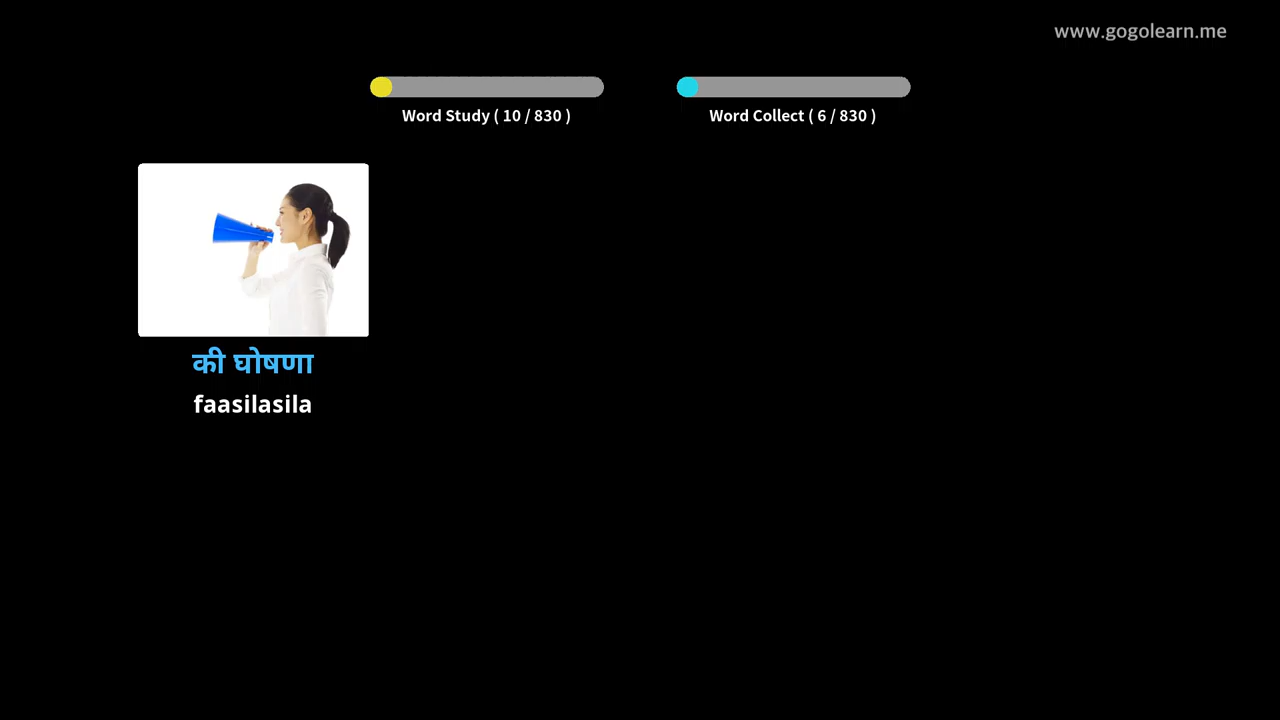 www.gogolearn.me
Word Study ( 10 / 830 )
Word Collect ( 6 / 830 )
की घोषणा
faasilasila